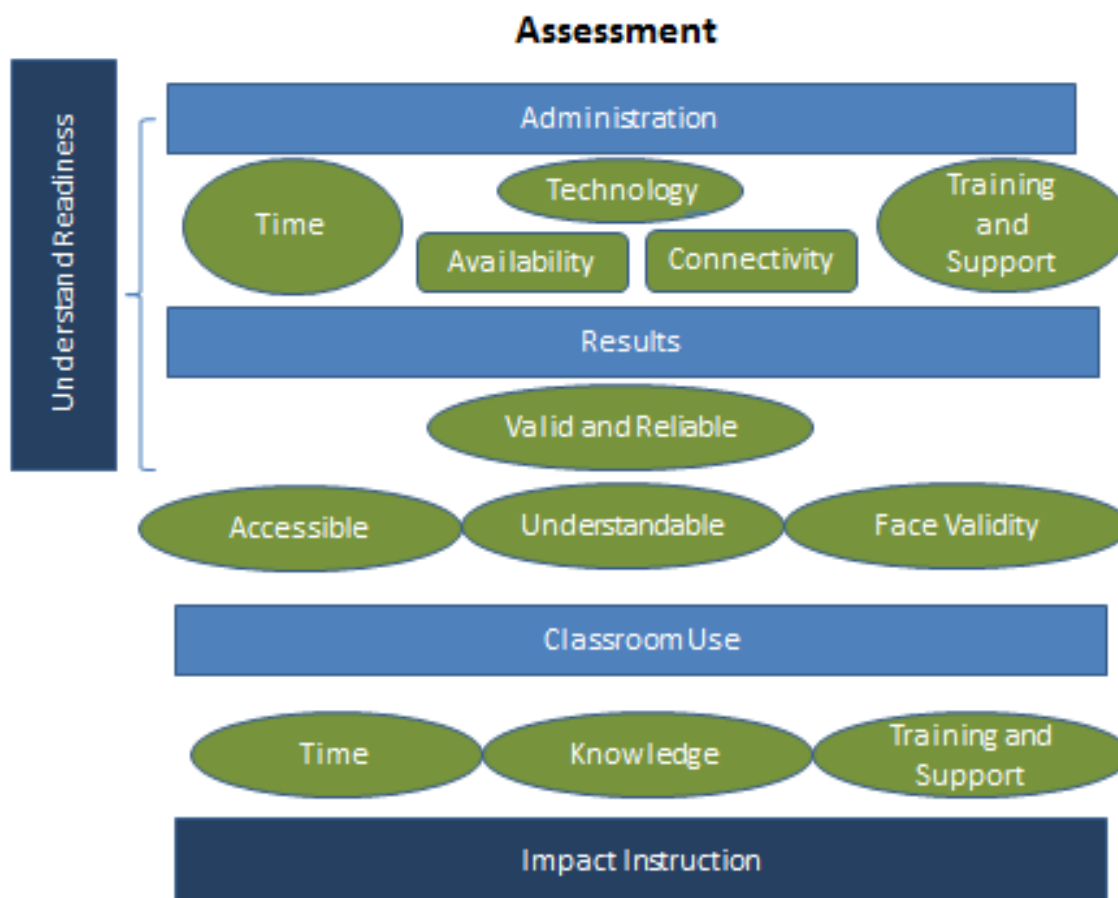 Assessment
Understand Readiness
Administration
Time
Technology
Training
and
Support
Availability
Connectivity
Results
Valid and Reliable
Accessible
Understandable
Face Validity
Classroom Use
Time
Knowledge
Training and
Support
Impact Instruction